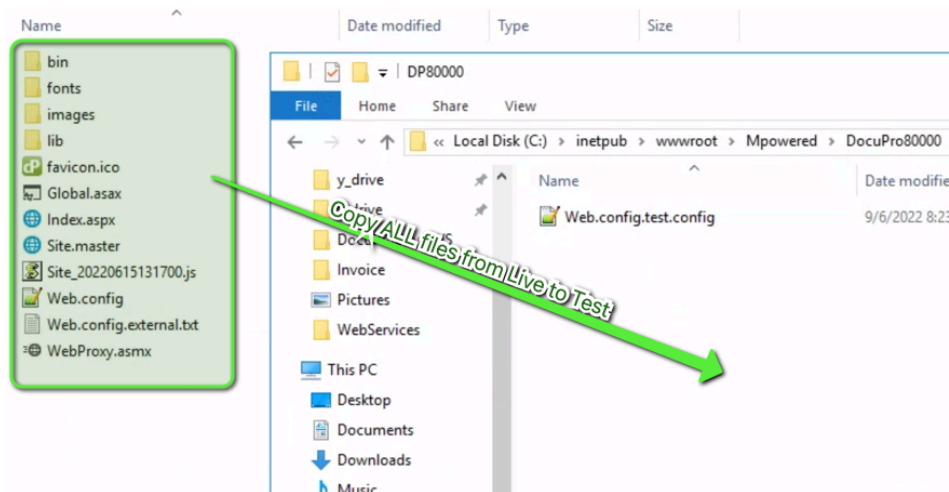 Name Date modified Type Size
bin
fonts
images
lib
favicon.ico
Global.asax
Index.aspx
Site.master
Site_20220615131700.js
Web.config
Web.config.external.txt
WebProxy.asmx
DP80000
File Home Share View
« Local Disk (C:) > inetpub > wwwroot > Mpowered > DocuPro80000
y_drive
Invoice
Pictures
WebServices
This PC
Desktop
Documents
Downloads
Music
Name Date modifie
Web.config.test.config 9/6/2022 8:23
Copy ALL files from Live to Test